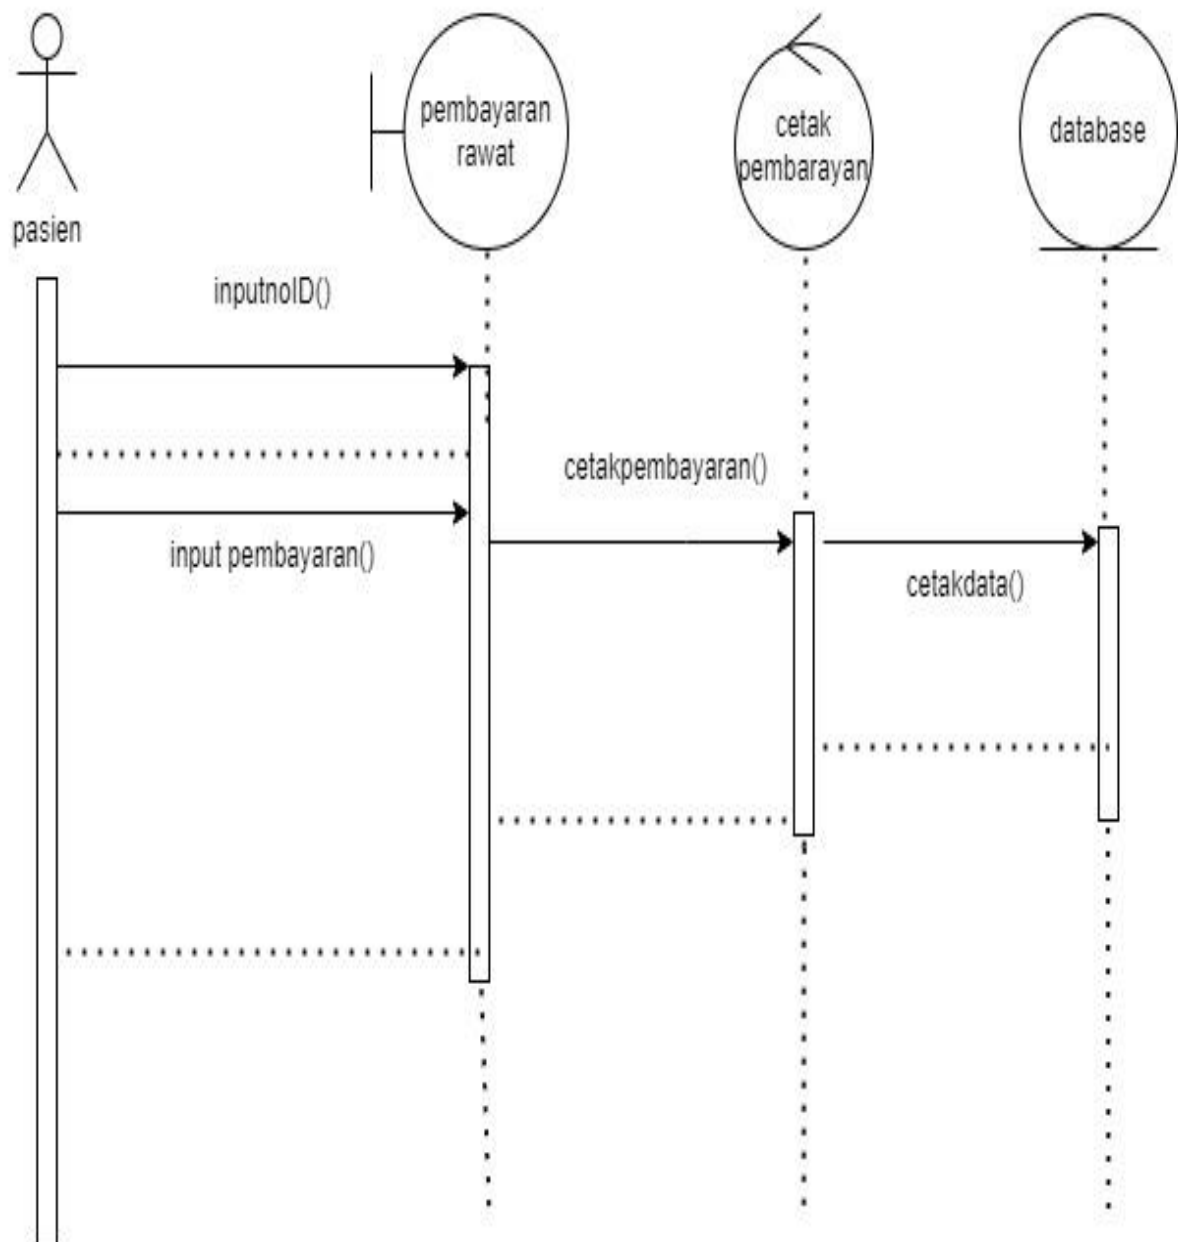 pembayaran
rawat
cetak
pembarayan
database
pasien
inputnoID()
cetakpembayaran()
input pembayaran()
cetakdata()